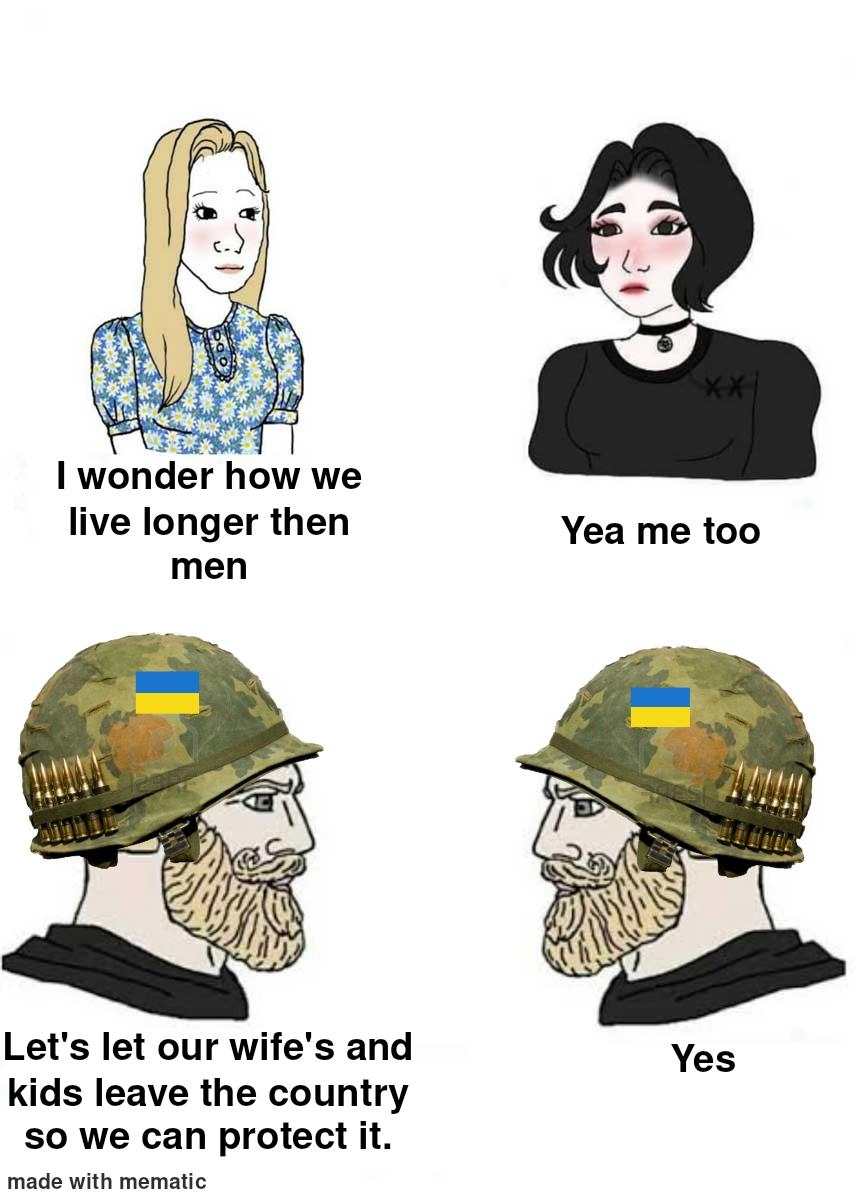 I wonder how we
live longer then
men
Yea me too
Let's let our wife's and
kids leave the country
so we can protect it.
Yes
made with mematic